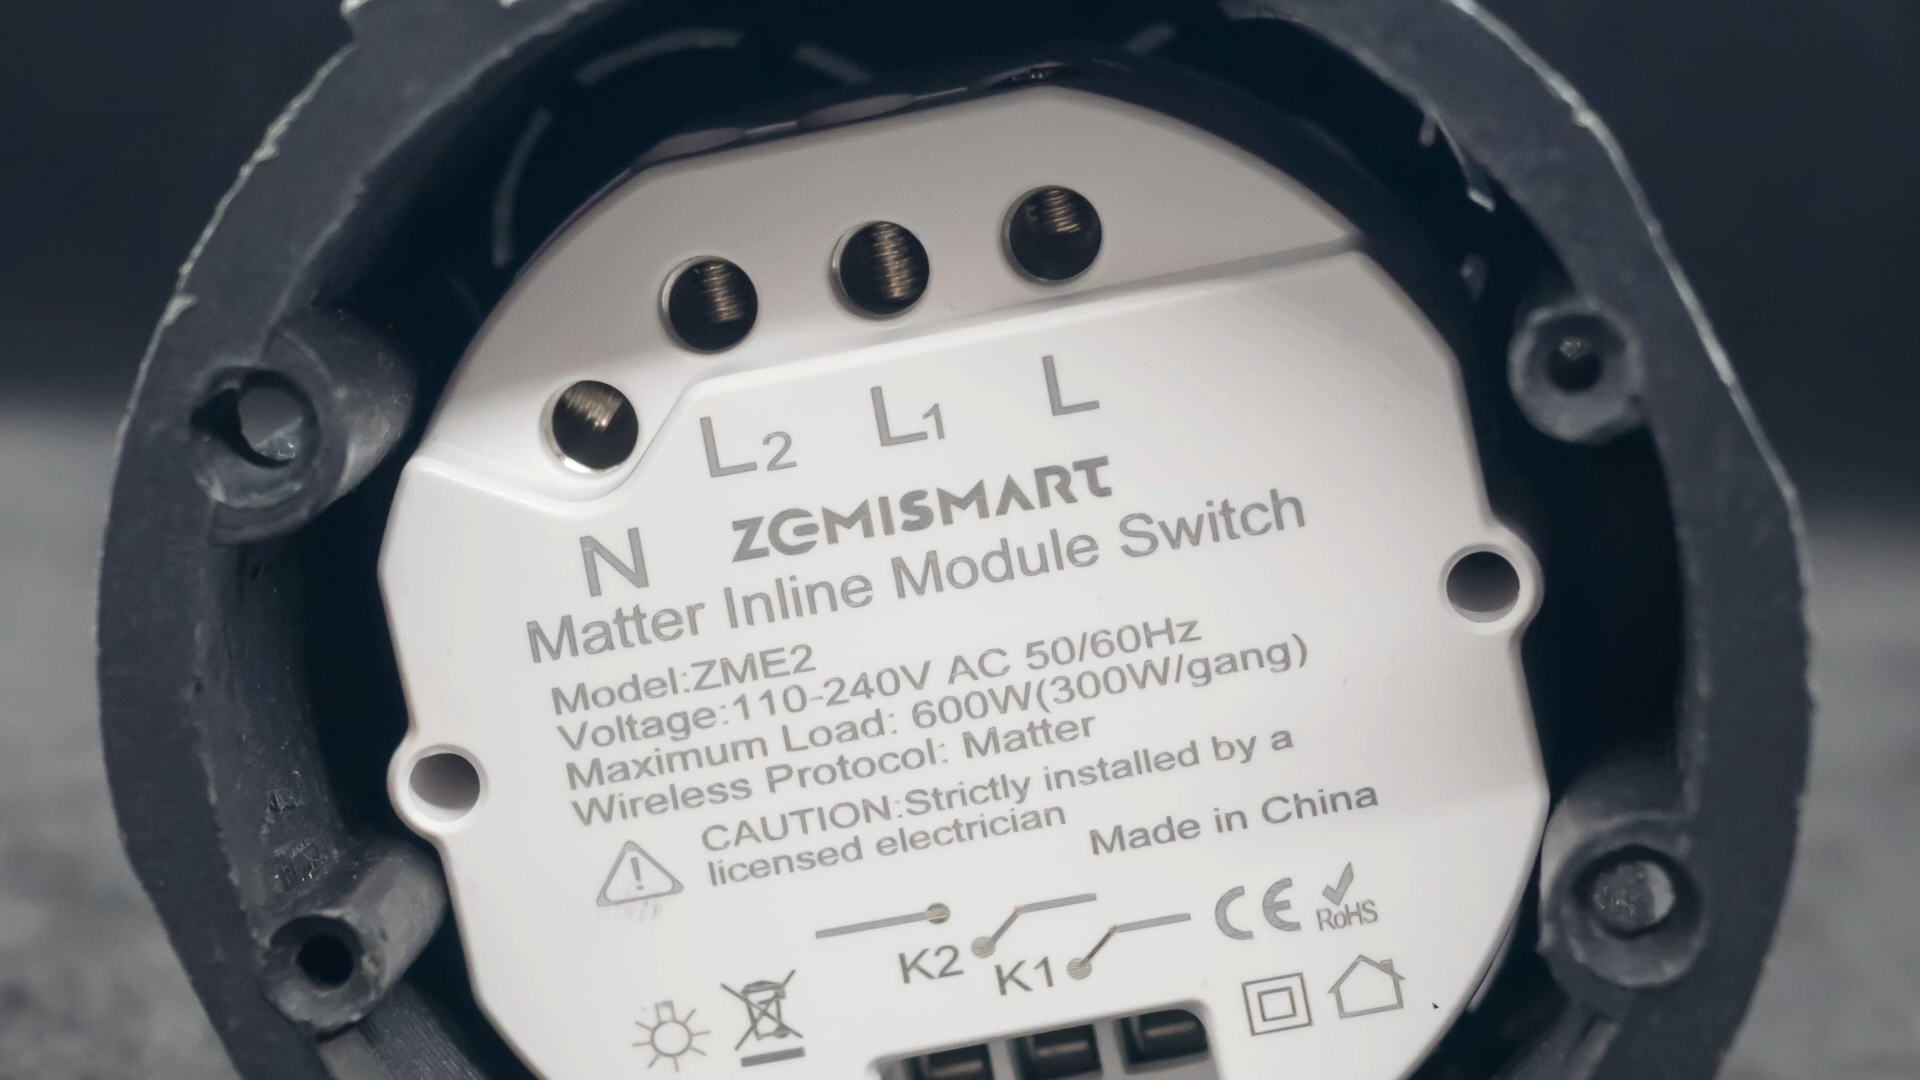 L2 L1 L
N
ZEMISMART
Matter Inline Module Switch
Model:ZME2
Voltage:110-240V AC 50/60Hz
Maximum Load: 600W(300W/gang)
Wireless Protocol: Matter
CAUTION:Strictly installed by a
licensed electrician
Made in China
K2 K1
CE RoHS